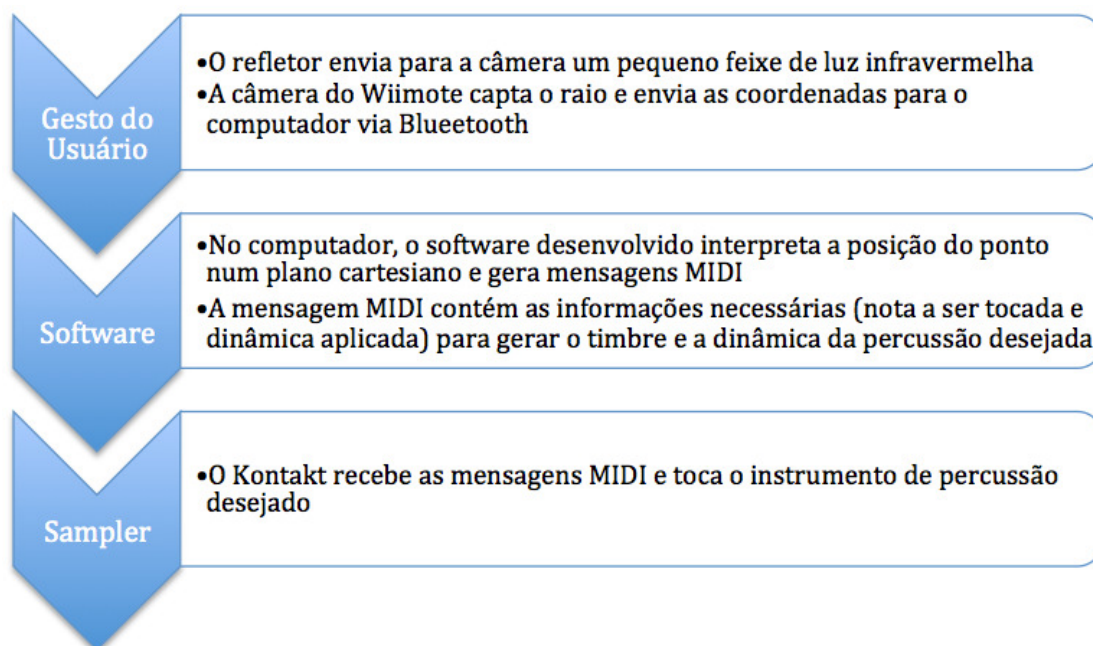 Gesto do
Usuário
•O refletor envia para a câmera um pequeno feixe de luz infravermelha
•A câmera do Wiimote capta o raio e envia as coordenadas para o
computador via Blueetooth
Software
•No computador, o software desenvolvido interpreta a posição do ponto
num plano cartesiano e gera mensagens MIDI
•A mensagem MIDI contém as informações necessárias (nota a ser tocada e
dinâmica aplicada) para gerar o timbre e a dinâmica da percussão desejada
Sampler
•O Kontakt recebe as mensagens MIDI e toca o instrumento de percussão
desejado